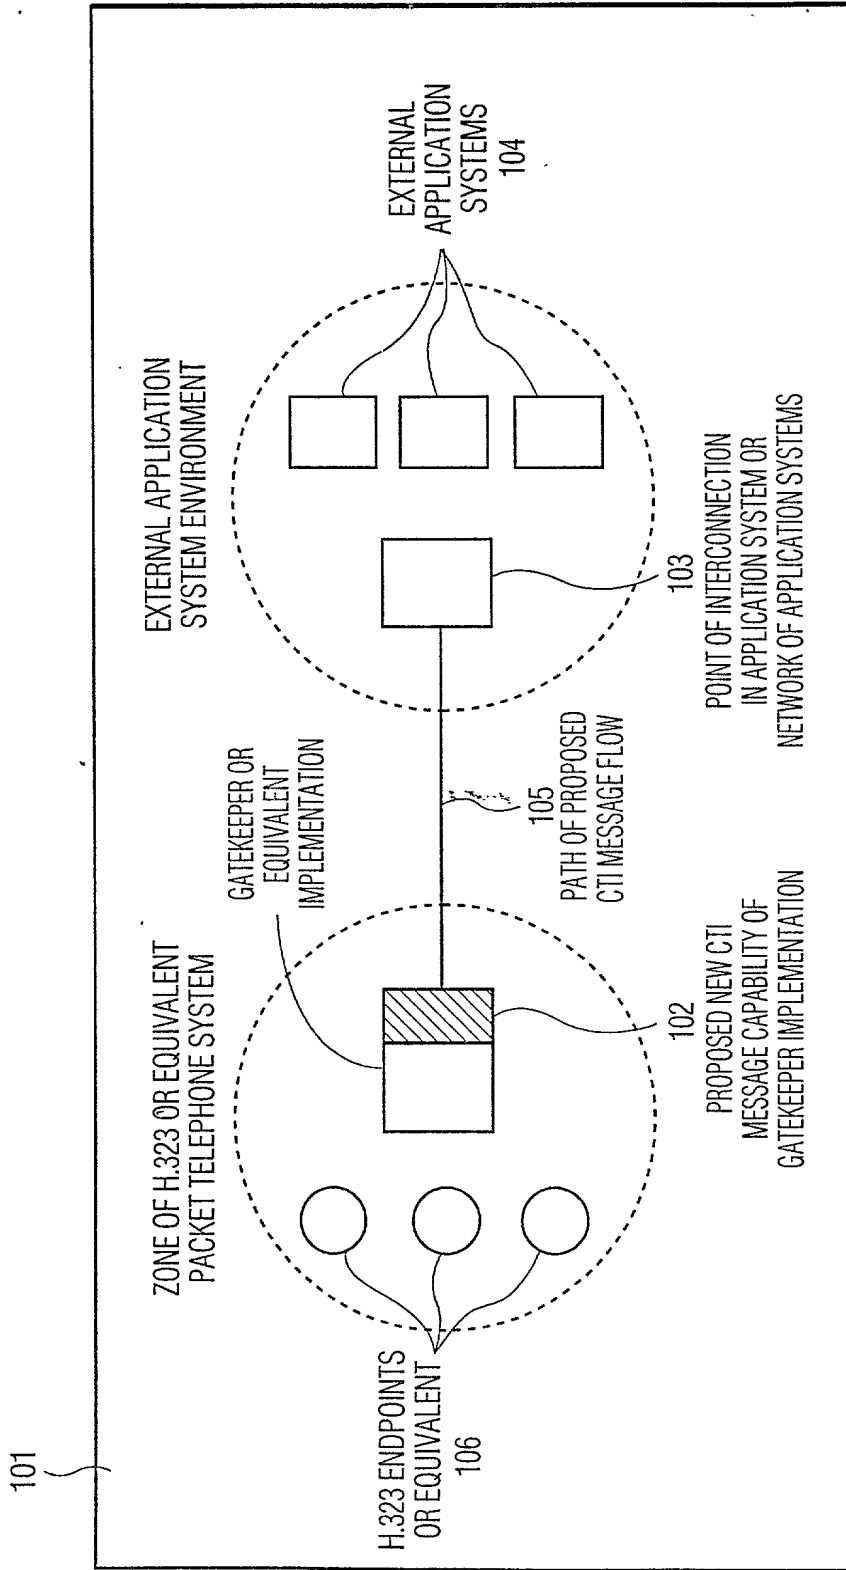 101
ZONE OF H.323 OR EQUIVALENT
PACKET TELEPHONE SYSTEM
GATEKEEPER OR
EQUIVALENT
IMPLEMENTATION
EXTERNAL APPLICATION
SYSTEM ENVIRONMENT
H.323 ENDPOINTS
OR EQUIVALENT
106
105
PATH OF PROPOSED
CTI MESSAGE FLOW
EXTERNAL
APPLICATION
SYSTEMS
104
102
PROPOSED NEW CTI
MESSAGE CAPABILITY OF
GATEKEEPER IMPLEMENTATION
103
POINT OF INTERCONNECTION
IN APPLICATION SYSTEM OR
NETWORK OF APPLICATION SYSTEMS